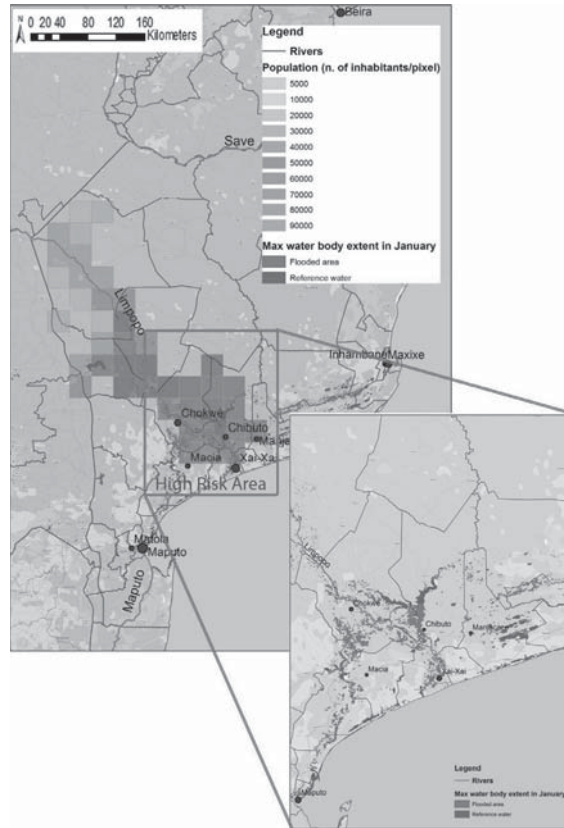 N
0 20 40 80 120 160
Kilometers
Beira
Legend
Rivers
Population (n. of inhabitants/pixel)
5000
10000
20000
30000
40000
50000
60000
70000
80000
90000
Max water body extent in January
Flooded area
Reference water
Save
Limpopo
Inhambane Maxixe
Chokwe
Chibuto
Macia
Xai-Xai
High Risk Area
Matola
Maputo
Maputo
Limpopo
Chokwe
Chibuto
Macia
Xai-Xai
Maputo
Legend
Rivers
Max water body extent in January
Flooded area
Reference water